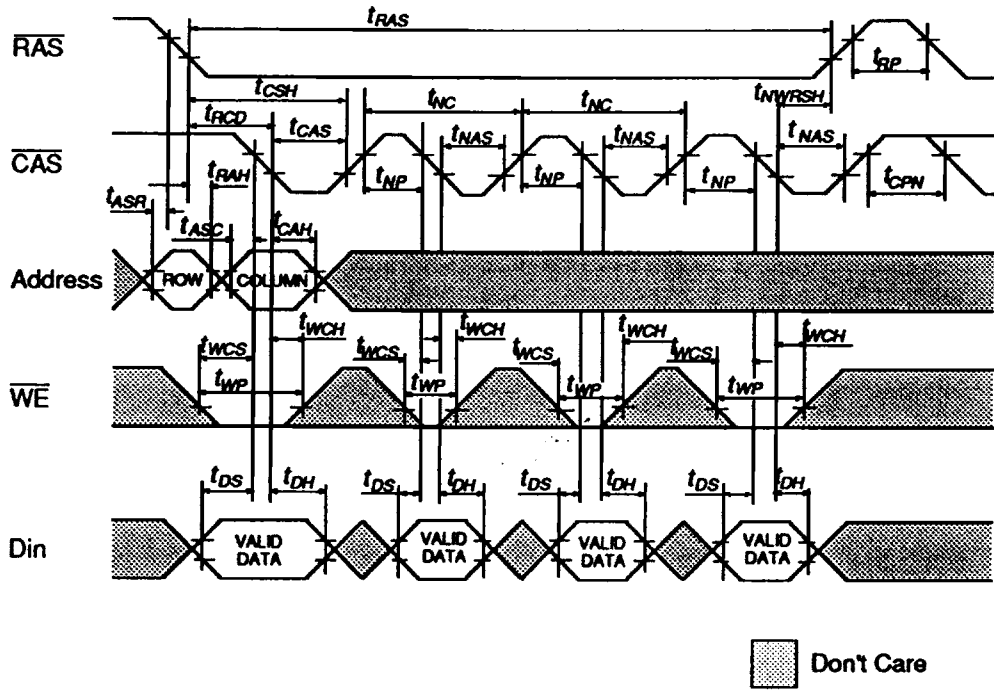 tRAS
RAS
tRP
tCSH
tNC
tNC
tNWRSH
tRCD
tCAS
tNAS
tNAS
tNAS
CAS
tRAH
tNP
tNP
tNP
tCPN
tASR
tASC
tCAH
Address
ROW
COLUMN
tWCH
tWCH
tWCH
tWCH
tWCS
tWCS
tWCS
tWCS
tWP
tWP
tWP
tWP
WE
tDS
tDH
tDS
tDH
tDS
tDH
tDS
tDH
Din
VALID DATA
VALID DATA
VALID DATA
VALID DATA
Don't Care